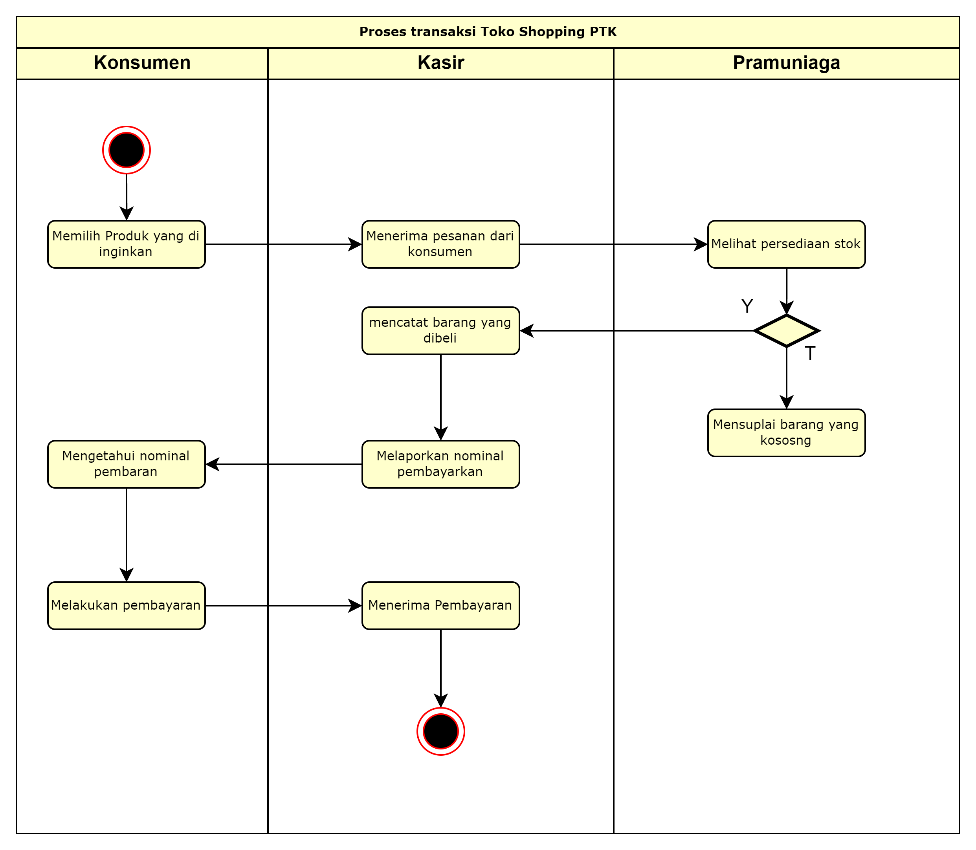 Proses transaksi Toko Shopping PTK
Konsumen
Kasir
Pramuniaga
Memilih Produk yang di
inginkan
Menerima pesanan dari
konsumen
Melihat persediaan stok
Y
T
mencatat barang yang
dibeli
Mensuplai barang yang
kososng
Mengetahui nominal
pembaran
Melaporkan nominal
pembayarkan
Melakukan pembayaran
Menerima Pembayaran